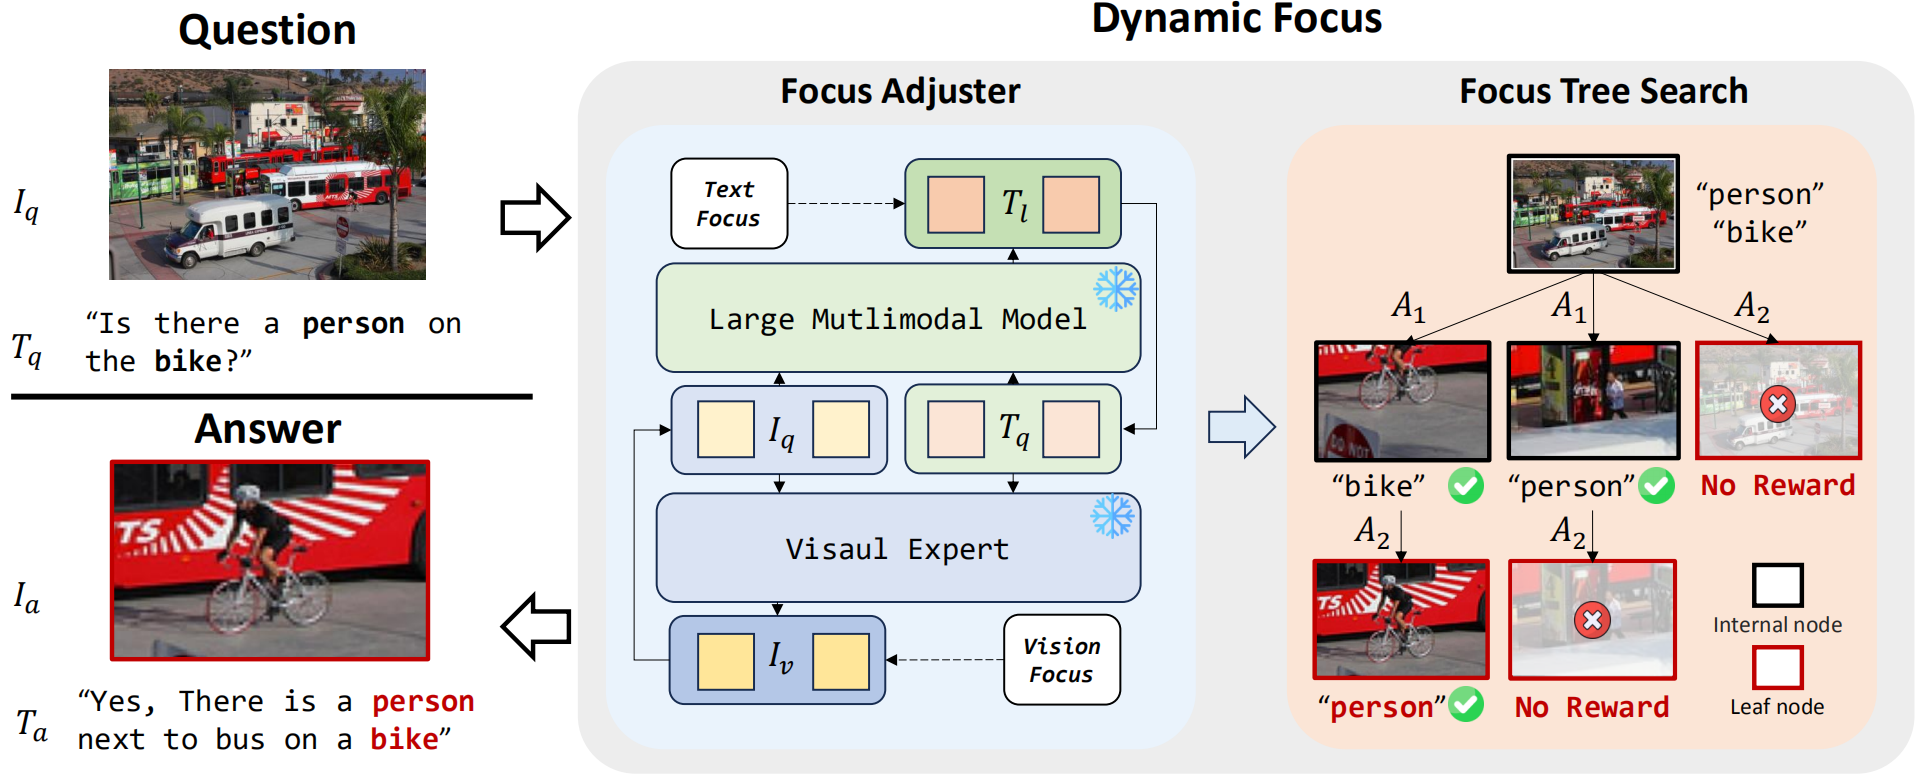 Question
I_q
T_q
“Is there a person on
the bike?”
Answer
I_a
T_a
“Yes, There is a person
next to bus on a bike”
Dynamic Focus
Focus Adjuster
Text
Focus
T_l
Large Mutlimodal Model
I_q
T_q
Visaul Expert
I_v
Vision
Focus
Focus Tree Search
“person”
“bike”
A_1
A_1
A_2
DO NOT
“bike”
“person”
No Reward
A_2
A_2
TS
“person”
No Reward
Internal node
Leaf node